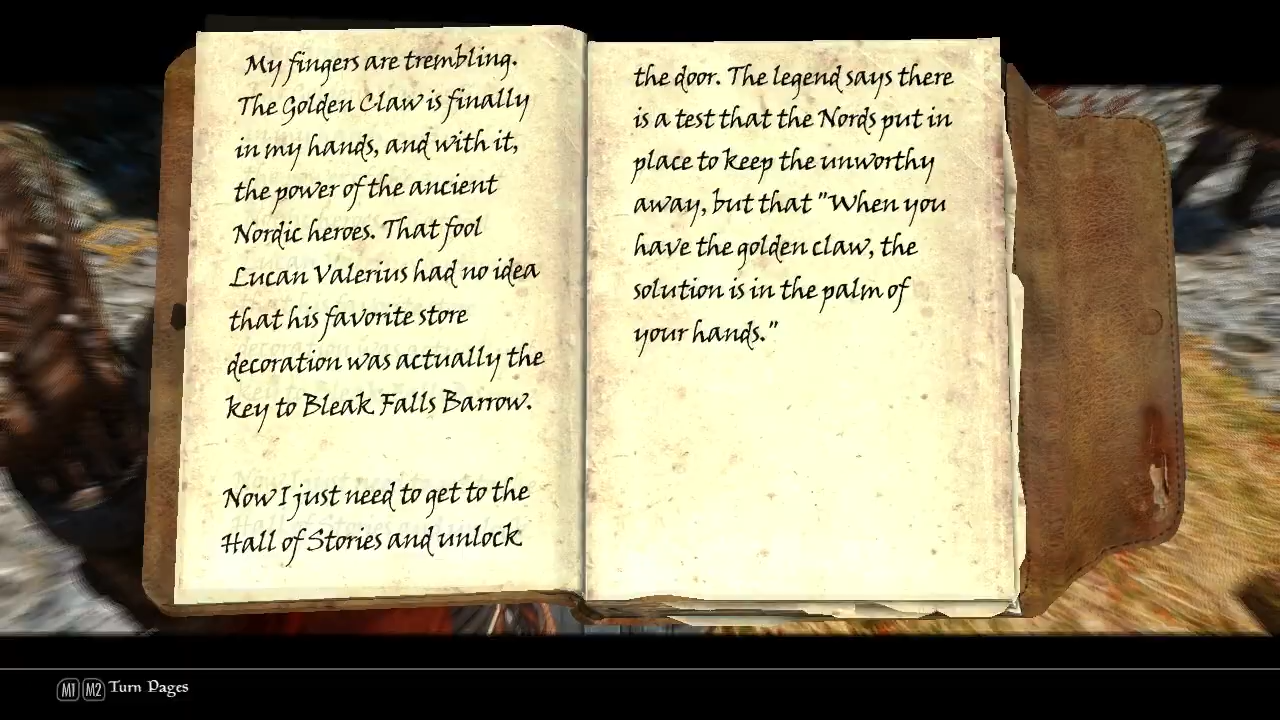 My fingers are trembling.
The Golden Claw is finally
in my hands, and with it,
the power of the ancient
Nordic heroes. That fool
Lucan Valerius had no idea
that his favorite store
decoration was actually the
key to Bleak Falls Barrow.
Now I just need to get to the
Hall of Stories and unlock
the door. The legend says there
is a test that the Nords put in
place to keep the unworthy
away, but that "When you
have the golden claw, the
solution is in the palm of
your hands."
M1 M2 Turn Pages